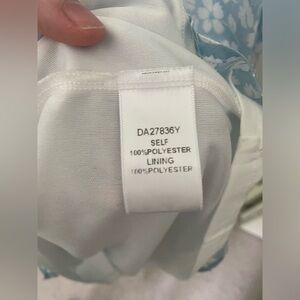 DA27836Y
SELF
100%POLYESTER
LINING
100%POLYESTER